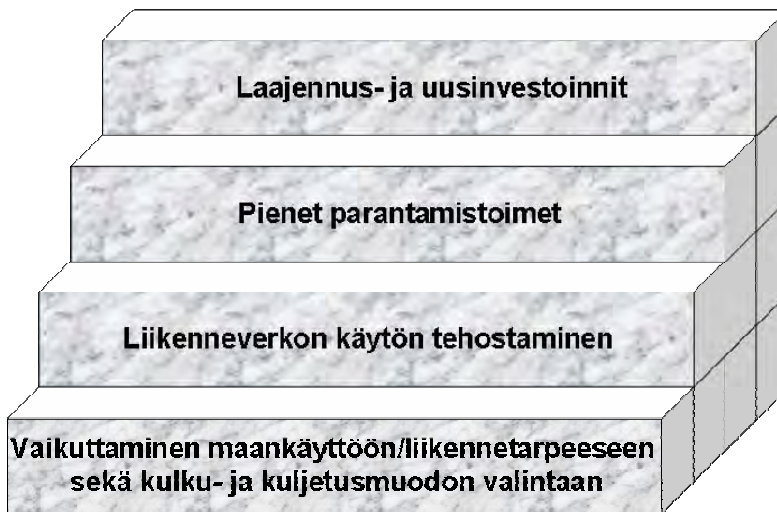 Laajennus- ja uusinvestoinnit
Pienet parantamistoimet
Liikenneverkon käytön tehostaminen
Vaikuttaminen maankäyttöön/liikennetarpeeseen
sekä kulku- ja kuljetusmuodon valintaan